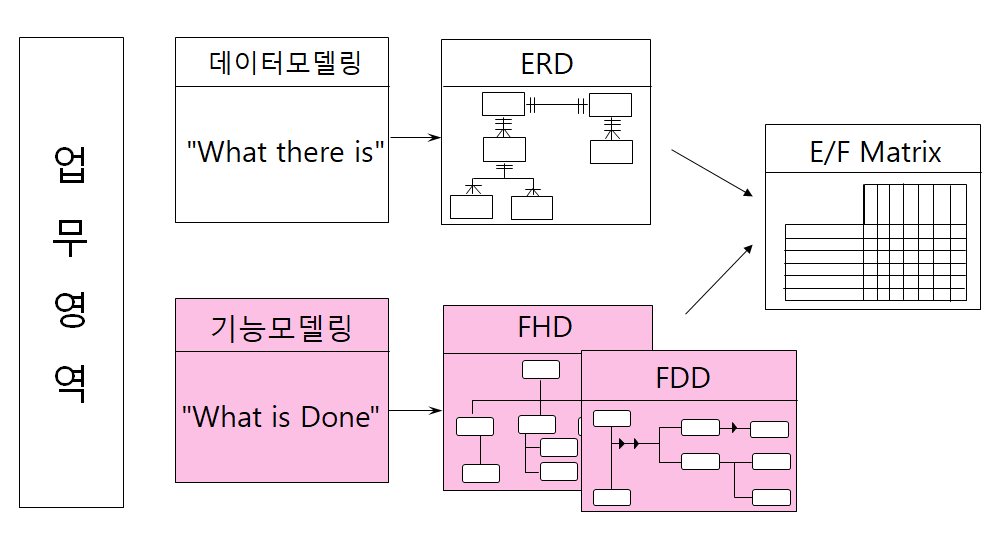 업무영역
데이터모델링
"What there is"
ERD
기능모델링
"What is Done"
FHD
FDD
E/F Matrix